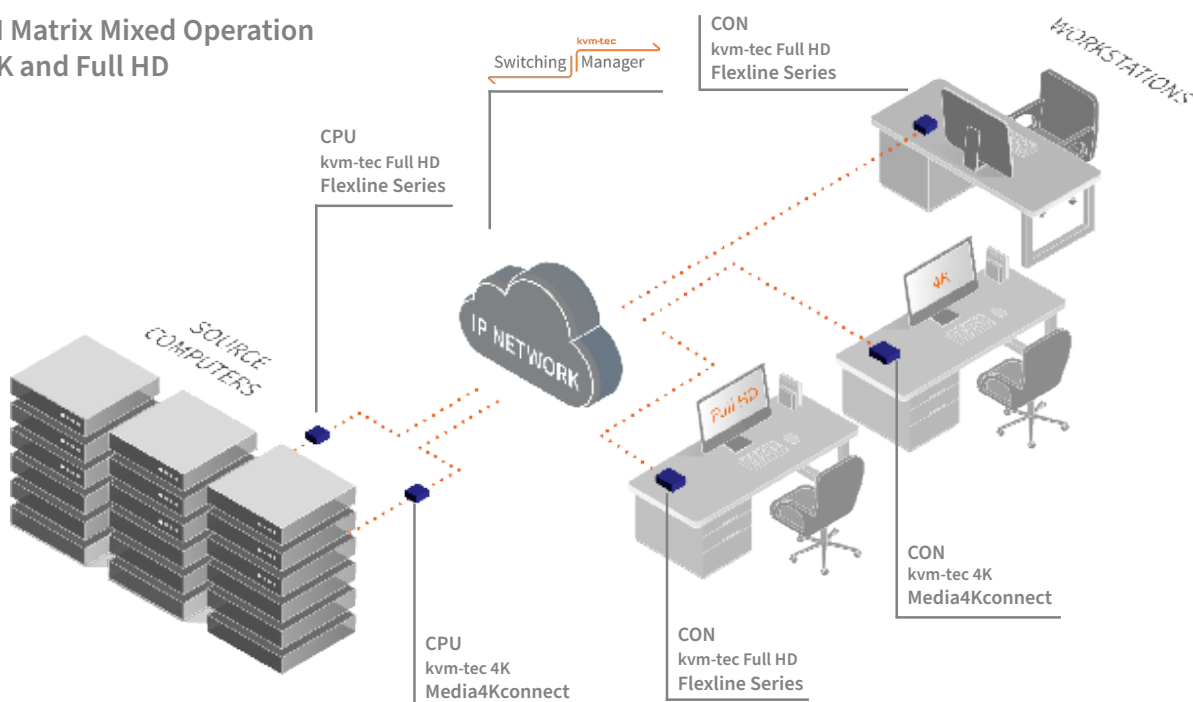 Matrix Mixed Operation
K and Full HD
kvm-tec
Switching Manager
CON
kvm-tec Full HD
Flexline Series
WORKSTATIONS
CPU
kvm-tec Full HD
Flexline Series
IP NETWORK
SOURCE
COMPUTERS
4K
Full HD
CON
kvm-tec 4K
Media4Kconnect
CPU
kvm-tec 4K
Media4Kconnect
CON
kvm-tec Full HD
Flexline Series